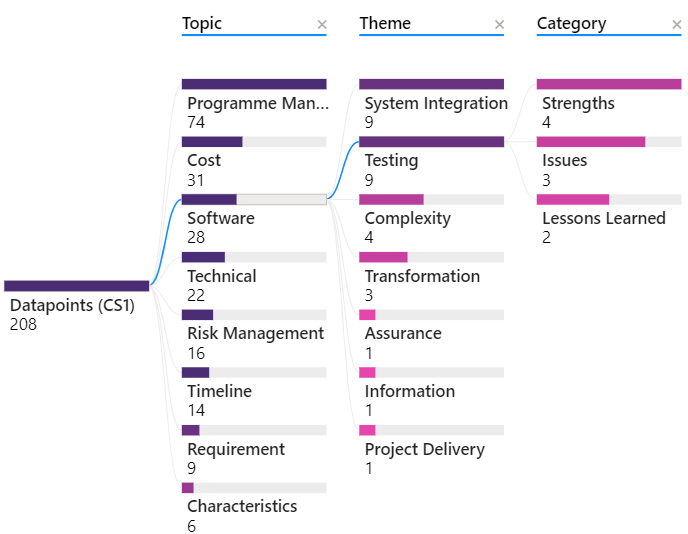 Topic × Theme × Category ×
Programme Man...
74
Cost
31
Software
28
Technical
22
Risk Management
16
Timeline
14
Requirement
9
Characteristics
6
Datapoints (CS1)
208
System Integration
9
Testing
9
Complexity
4
Transformation
3
Assurance
1
Information
1
Project Delivery
1
Strengths
4
Issues
3
Lessons Learned
2